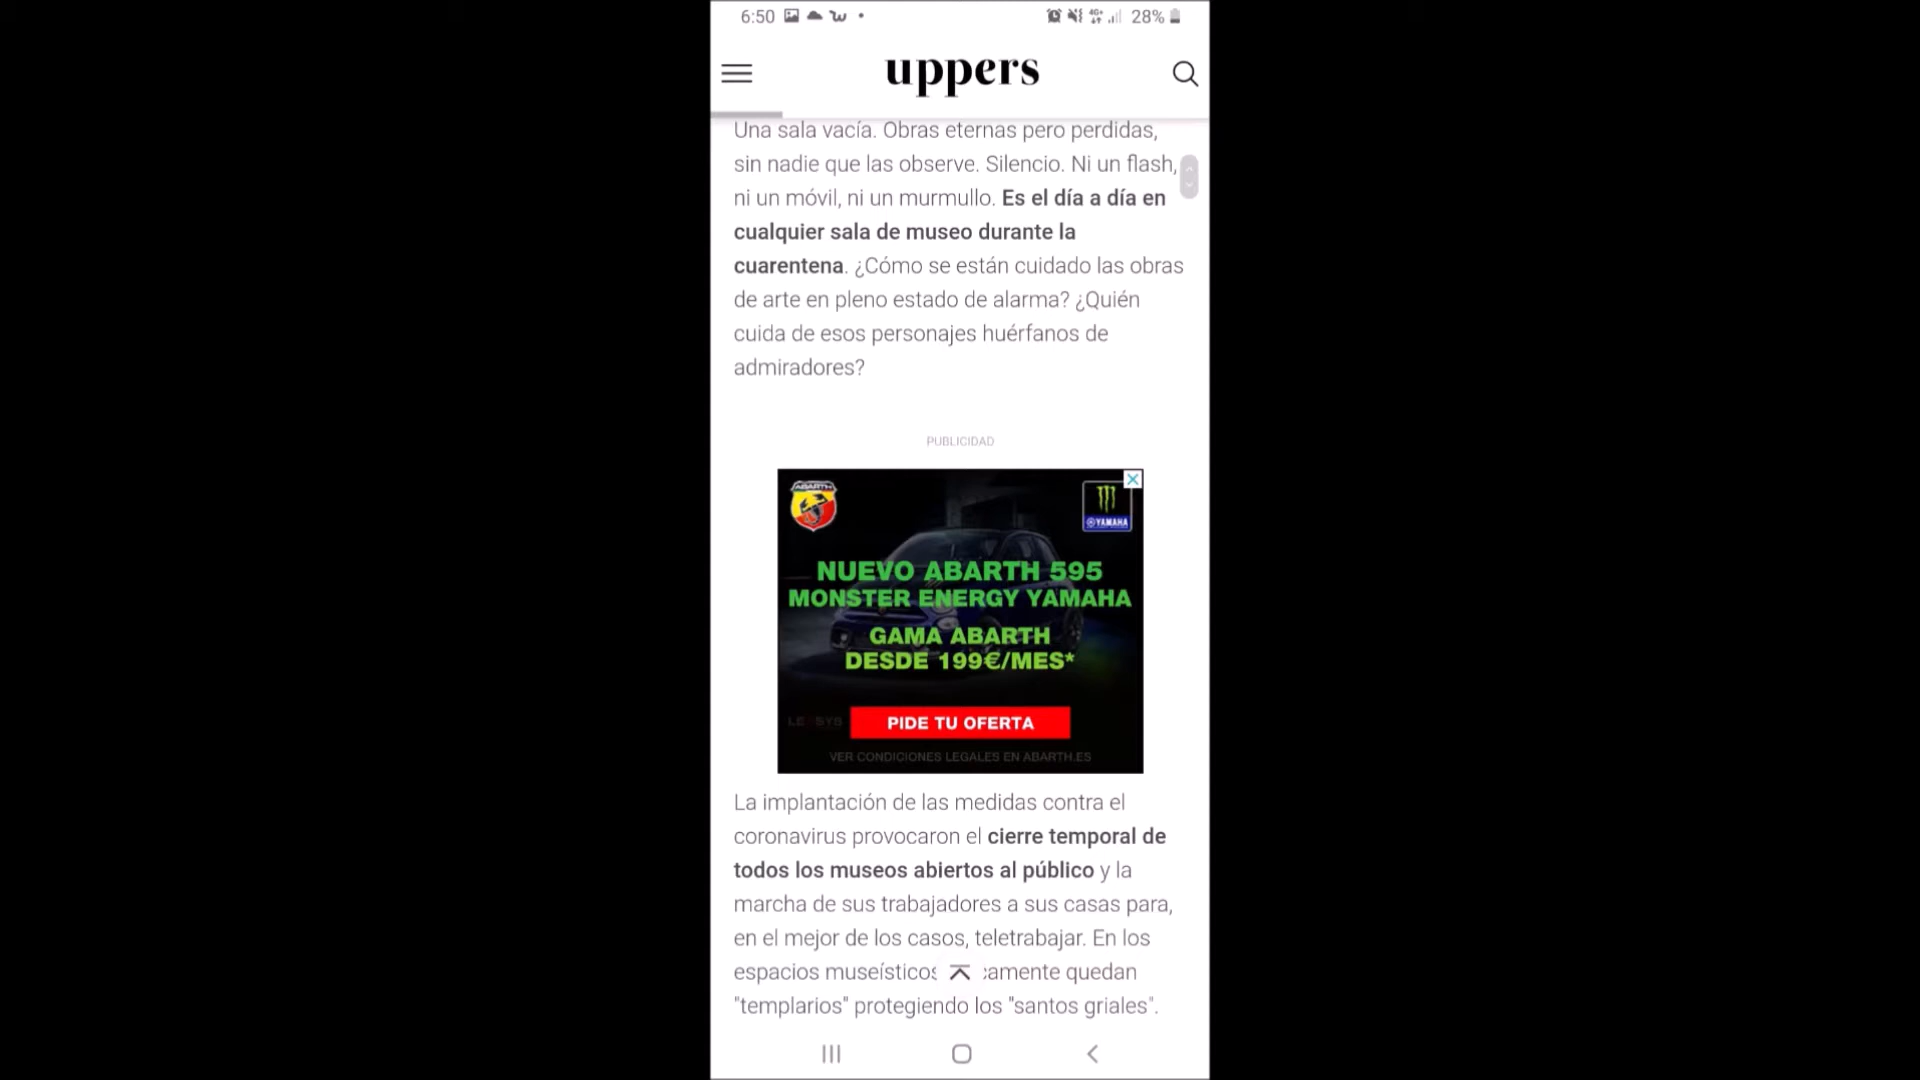 6:50
4G+
28%
uppers
Una sala vacía. Obras eternas pero perdidas,
sin nadie que las observe. Silencio. Ni un flash,
ni un móvil, ni un murmullo. Es el día a día en
cualquier sala de museo durante la
cuarentena. ¿Cómo se están cuidado las obras
de arte en pleno estado de alarma? ¿Quién
cuida de esos personajes huérfanos de
admiradores?
PUBLICIDAD
ABARTH
YAMAHA
NUEVO ABARTH 595
MONSTER ENERGY YAMAHA
GAMA ABARTH
DESDE 199€/MES*
PIDE TU OFERTA
VER CONDICIONES LEGALES EN ABARTH.ES
La implantación de las medidas contra el
coronavirus provocaron el cierre temporal de
todos los museos abiertos al público y la
marcha de sus trabajadores a sus casas para,
en el mejor de los casos, teletrabajar. En los
espacios museísticos camente quedan
"templarios" protegiendo los "santos griales".